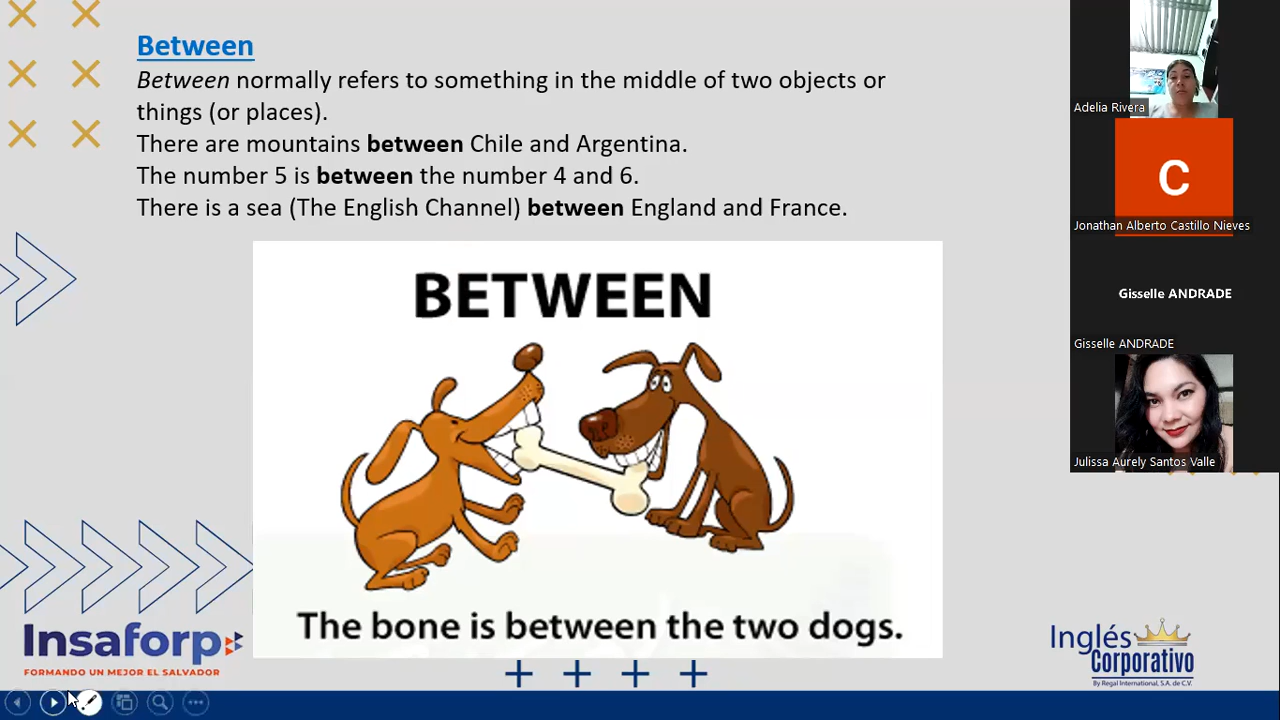 Between
Between normally refers to something in the middle of two objects or
things (or places).
There are mountains between Chile and Argentina.
The number 5 is between the number 4 and 6.
There is a sea (The English Channel) between England and France.
BETWEEN
The bone is between the two dogs.
Insaforp
FORMANDO UN MEJOR EL SALVADOR
Inglés
Corporativo
By Regal International, S.A. de C.V.
Adelia Rivera
C
Jonathan Alberto Castillo Nieves
Gisselle ANDRADE
Gisselle ANDRADE
Julissa Aurely Santos Valle